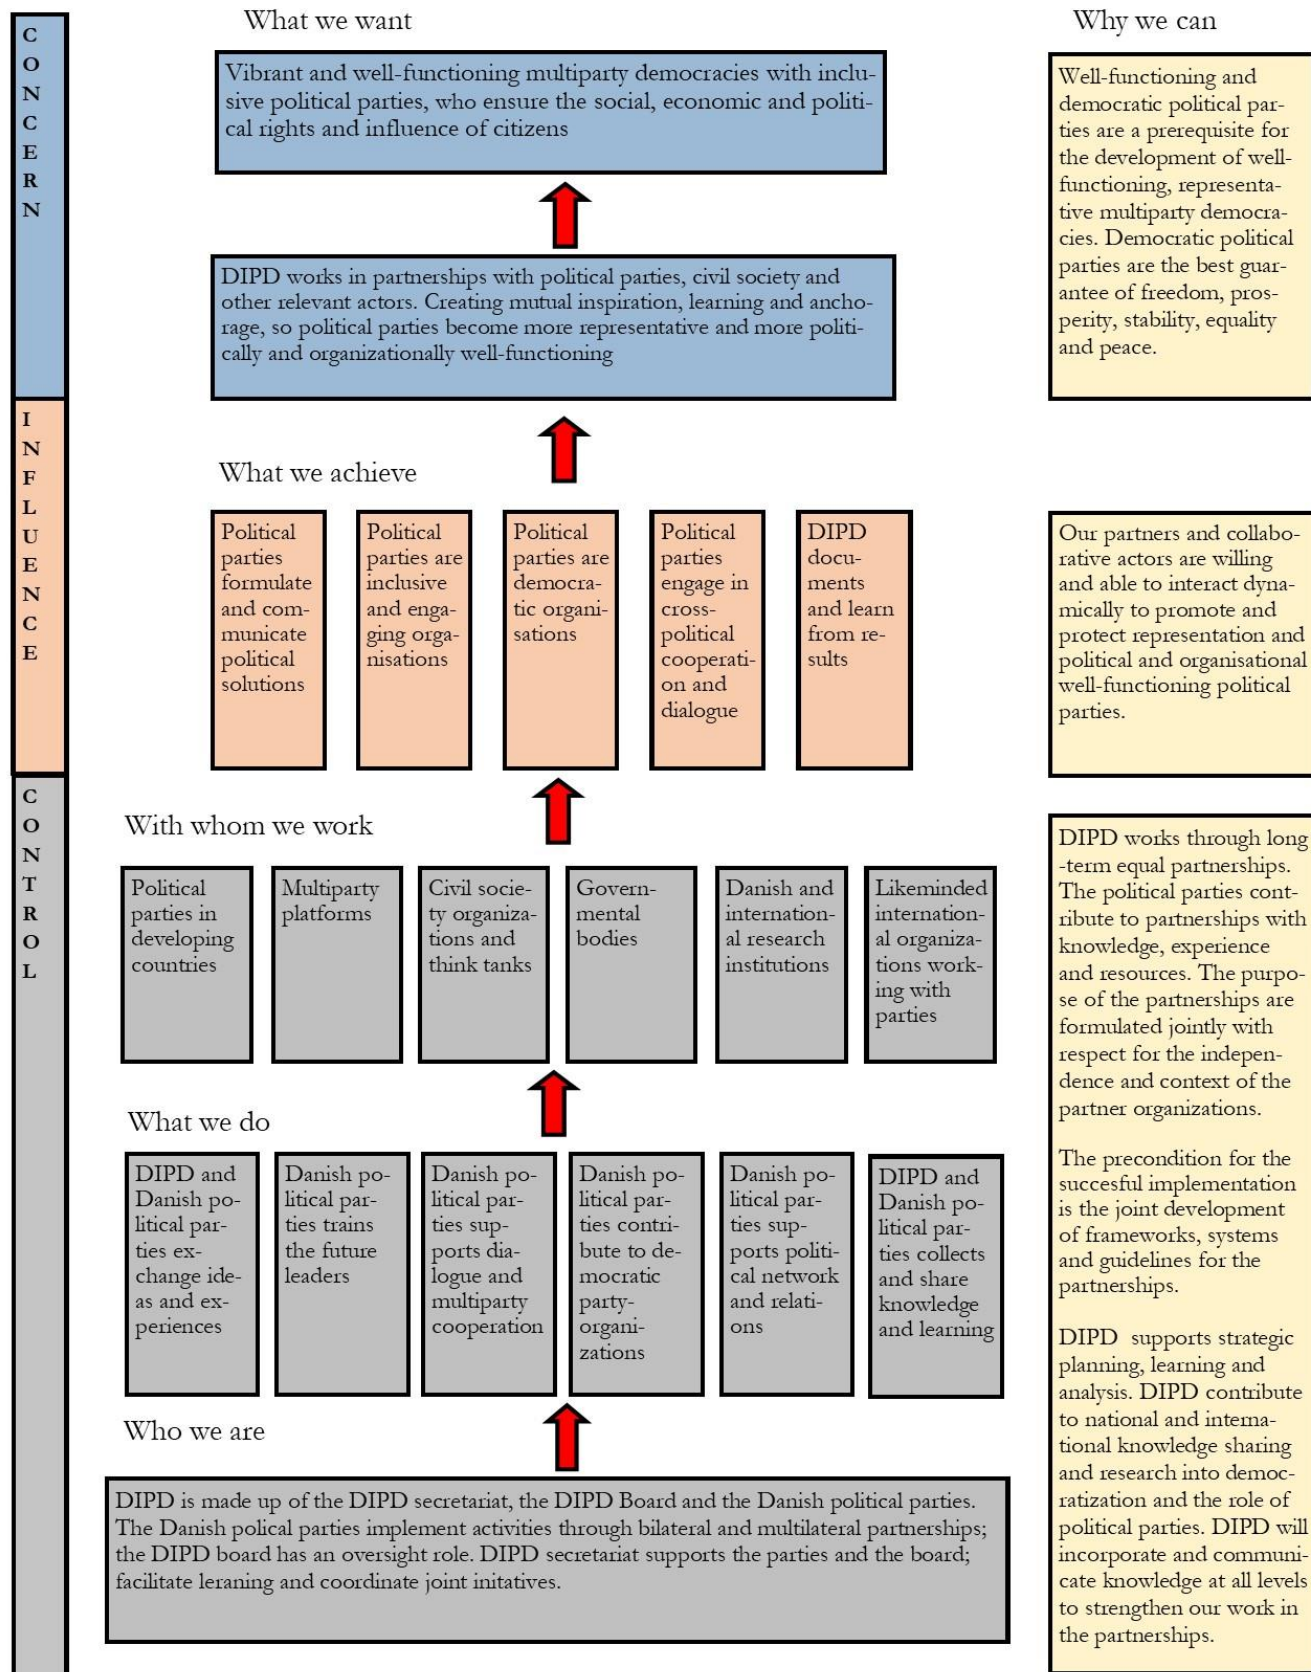 What we want
Why we can
C
O
N
C
E
R
N
Vibrant and well-functioning multiparty democracies with inclu-
sive political parties, who ensure the social, economic and politi-
cal rights and influence of citizens
Well-functioning and
democratic political par-
ties are a prerequisite for
the development of well-
functioning, representa-
tive multiparty democra-
cies. Democratic political
parties are the best guar-
antee of freedom, pros-
perity, stability, equality
and peace.
DIPD works in partnerships with political parties, civil society and
other relevant actors. Creating mutual inspiration, learning and ancho-
rage, so political parties become more representative and more politi-
cally and organizationally well-functioning
I
N
F
L
U
E
N
C
E
What we achieve
Political
parties
formulate
and com-
municate
political
solutions
Political
parties are
inclusive
and enga-
ging orga-
nisations
Political
parties are
democra-
tic organi-
sations
Political
parties
engage in
cross-
political
cooperati-
on and
dialogue
DIPD
docu-
ments
and learn
from re-
sults
Our partners and collabo-
rative actors are willing
and able to interact dyna-
mically to promote and
protect representation and
political and organisational
well-functioning political
parties.
C
O
N
T
R
O
L
With whom we work
Political
parties in
developing
countries
Multiparty
platforms
Civil socie-
ty organiza-
tions and
think tanks
Govern-
mental
bodies
Danish and
internation-
al research
institutions
Likeminded
internation-
al organiza-
tions work-
ing with
parties
DIPD works through long
-term equal partnerships.
The political parties cont-
ribute to partnerships with
knowledge, experience
and resources. The purpo-
se of the partnerships are
formulated jointly with
respect for the indepen-
dence and context of the
partner organizations.
The precondition for the
succesful implementation
is the joint development
of frameworks, systems
and guidelines for the
partnerships.
DIPD  supports strategic
planning, learning and
analysis. DIPD contribute
to national and interna-
tional knowledge sharing
and research into democ-
ratization and the role of
political parties. DIPD will
incorporate and communi-
cate knowledge at all levels
to strengthen our work in
the partnerships.
What we do
DIPD and
Danish po-
litical par-
ties ex-
change ide-
as and ex-
periences
Danish po-
litical par-
ties trains
the future
leaders
Danish po-
litical par-
ties sup-
ports dia-
logue and
multiparty
cooperation
Danish po-
litical par-
ties contri-
bute to de-
mocratic
party-
organi-
zations
Danish po-
litical par-
ties sup-
ports politi-
cal network
and relati-
ons
DIPD and
Danish po-
litical par-
ties collects
and share
knowledge
and learning
Who we are
DIPD is made up of the DIPD secretariat, the DIPD Board and the Danish political parties.
The Danish polical parties implement activities through bilateral and multilateral partnerships;
the DIPD board has an oversight role. DIPD secretariat supports the parties and the board;
facilitate leraning and coordinate joint initatives.